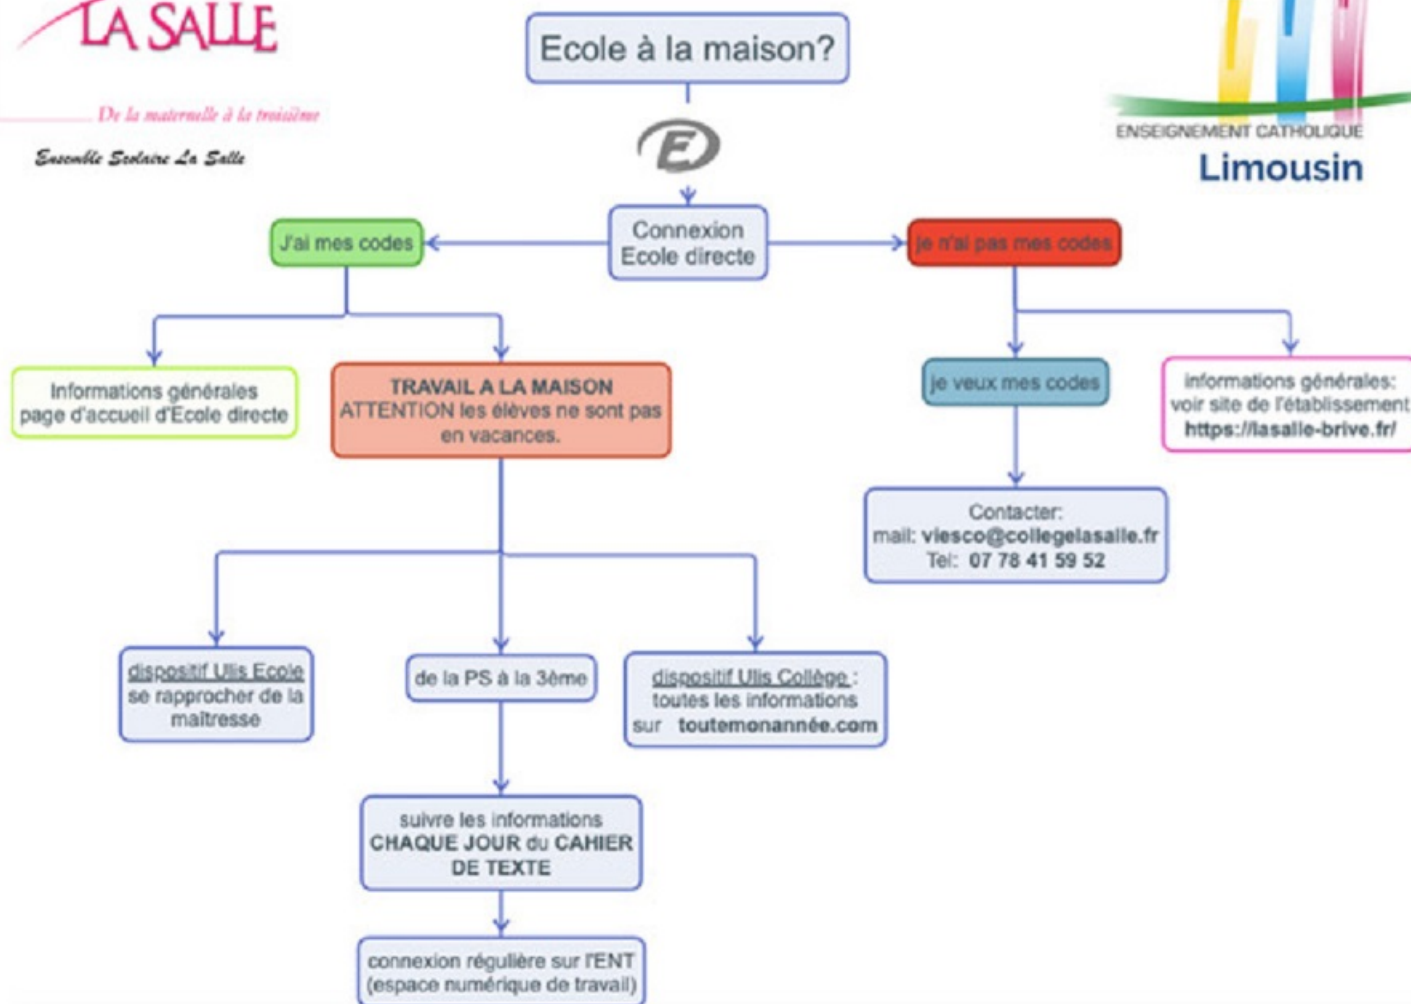 LA SALLE
De la maternelle à la troisième
Ensemble Scolaire La Salle
Ecole à la maison?
E
ENSEIGNEMENT CATHOLIQUE
Limousin
J'ai mes codes
Connexion
Ecole directe
je n'ai pas mes codes
Informations générales
page d'accueil d'Ecole directe
TRAVAIL A LA MAISON
ATTENTION les élèves ne sont pas
en vacances.
je veux mes codes
informations générales:
voir site de l'établissement
https://lasalle-brive.fr/
Contacter:
mail: viesco@collegelasalle.fr
Tel: 07 78 41 59 52
dispositif Ulis Ecole
se rapprocher de la
maîtresse
de la PS à la 3ème
dispositif Ulis Collège :
toutes les informations
sur toutemonannée.com
suivre les informations
CHAQUE JOUR du CAHIER
DE TEXTE
connexion régulière sur l'ENT
(espace numérique de travail)